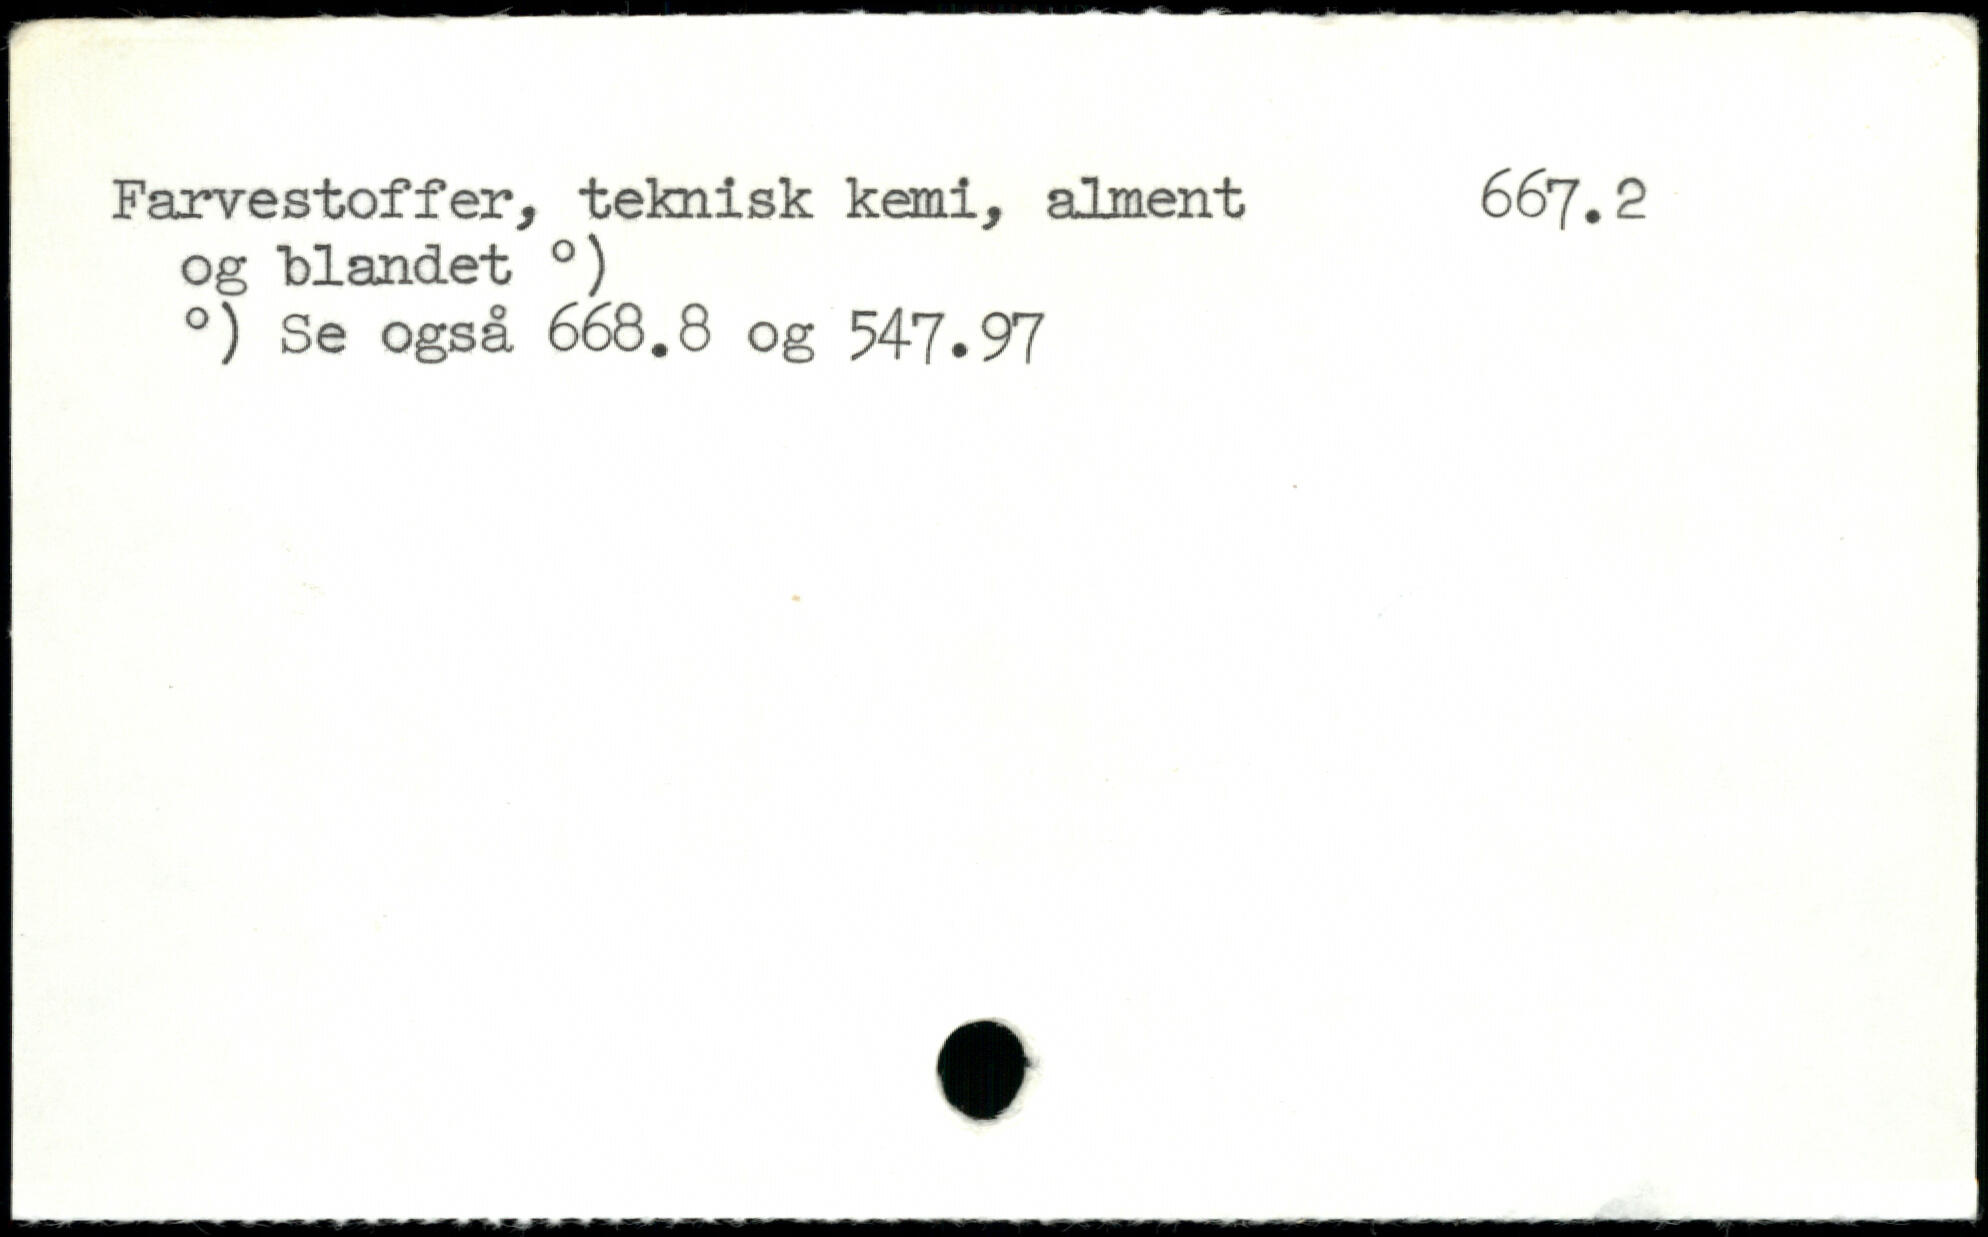 Farvestoffer, teknisk kemi, alment 667.2
og blandet °)
°) Se også 668.8 og 547.97